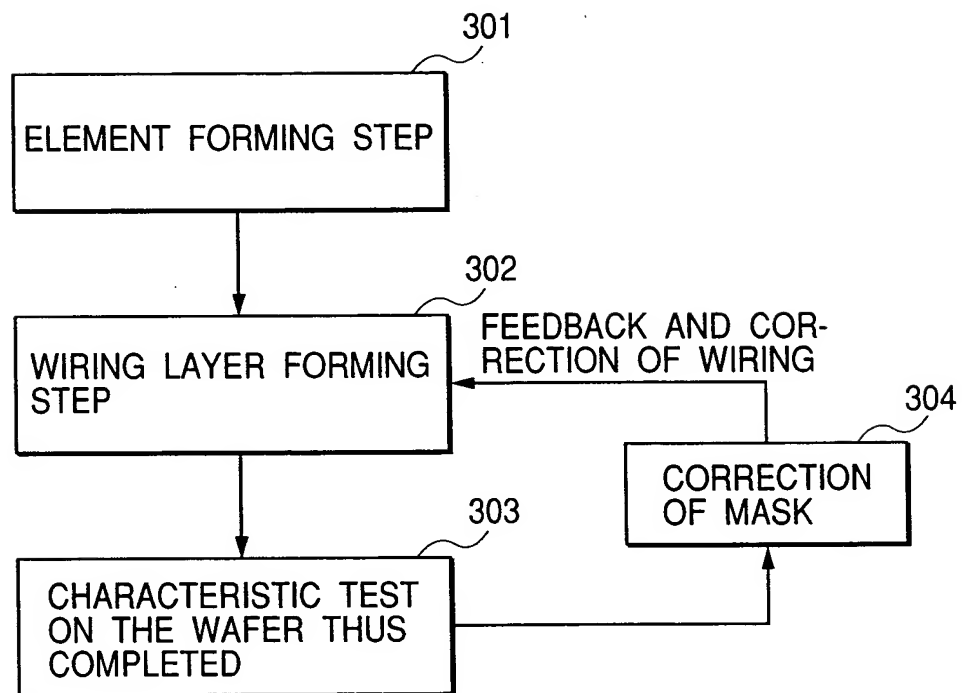 301
ELEMENT FORMING STEP
302
WIRING LAYER FORMING
STEP
FEEDBACK AND COR-
RECTION OF WIRING
304
CORRECTION
OF MASK
303
CHARACTERISTIC TEST
ON THE WAFER THUS
COMPLETED